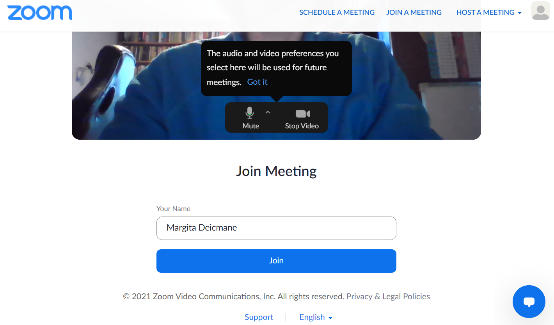 zoom
SCHEDULE A MEETING JOIN A MEETING HOST A MEETING
The audio and video preferences you
select here will be used for future
meetings. Got it
Mute Stop Video
Join Meeting
Your Name
Margita Deicmane
Join
© 2021 Zoom Video Communications, Inc. All rights reserved. Privacy & Legal Policies
Support English